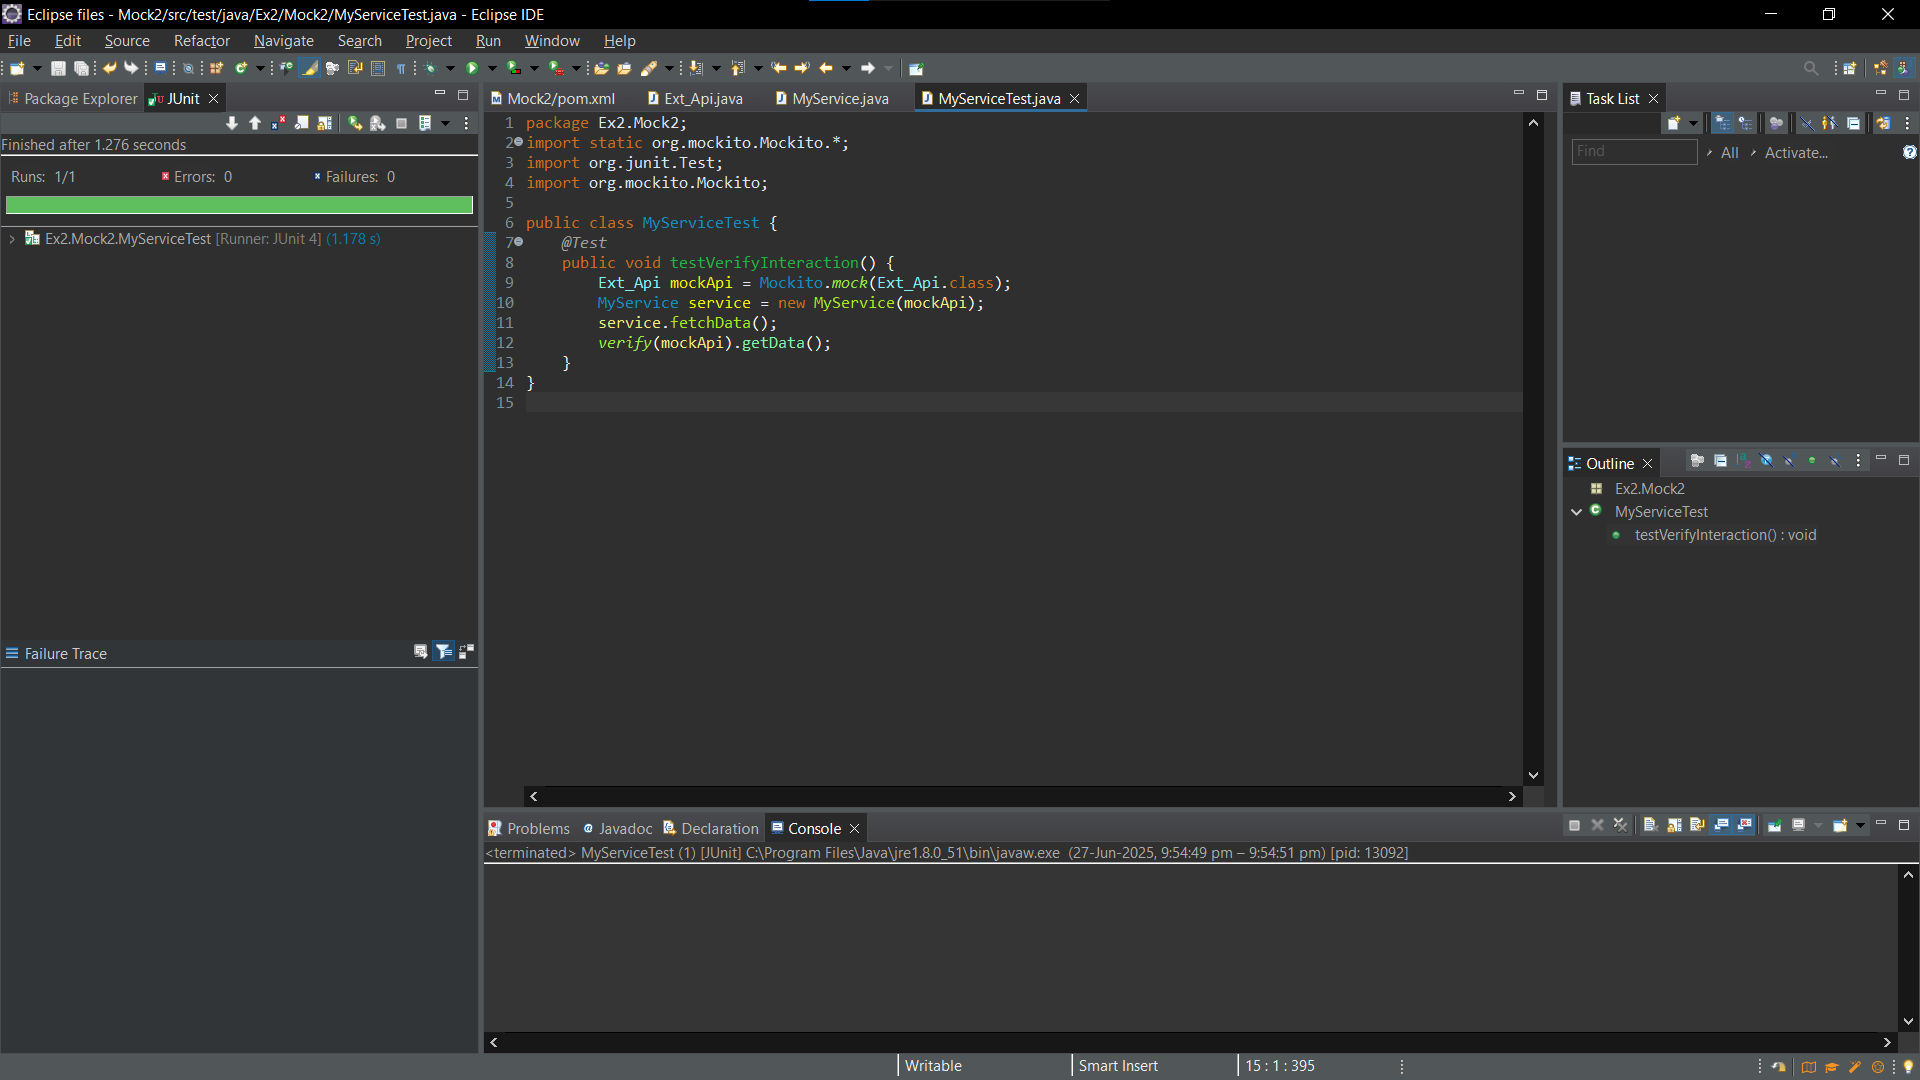 Eclipse files - Mock2/src/test/java/Ex2/Mock2/MyServiceTest.java - Eclipse IDE
File Edit Source Refactor Navigate Search Project Run Window Help
Package Explorer JUnit
Finished after 1.276 seconds
Runs: 1/1 Errors: 0 Failures: 0
Ex2.Mock2.MyServiceTest [Runner: JUnit 4] (1.178 s)
Failure Trace
Mock2/pom.xml Ext_Api.java MyService.java MyServiceTest.java
1 package Ex2.Mock2;
2 import static org.mockito.Mockito.*;
3 import org.junit.Test;
4 import org.mockito.Mockito;
5
6 public class MyServiceTest {
7 @Test
8 public void testVerifyInteraction() {
9 Ext_Api mockApi = Mockito.mock(Ext_Api.class);
10 MyService service = new MyService(mockApi);
11 service.fetchData();
12 verify(mockApi).getData();
13 }
14 }
15
Task List
Find All Activate...
Outline
Ex2.Mock2
MyServiceTest
testVerifyInteraction() : void
Problems Javadoc Declaration Console
<terminated> MyServiceTest (1) [JUnit] C:\Program Files\Java\jre1.8.0_51\bin\javaw.exe (27-Jun-2025, 9:54:49 pm – 9:54:51 pm) [pid: 13092]
Writable Smart Insert 15 : 1 : 395